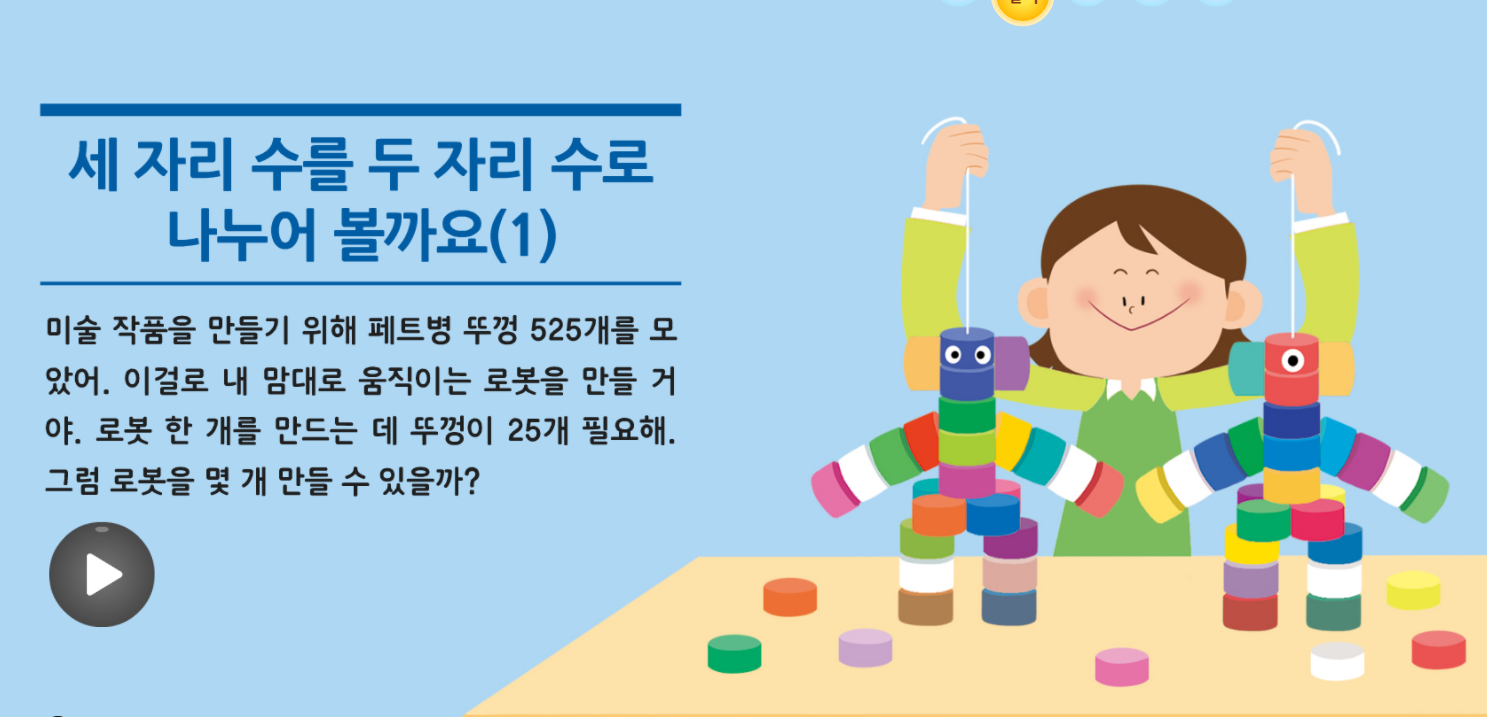 세 자리 수를 두 자리 수로
나누어 볼까요(1)
미술 작품을 만들기 위해 페트병 뚜껑 525개를 모
았어. 이걸로 내 맘대로 움직이는 로봇을 만들 거
야. 로봇 한 개를 만드는 데 뚜껑이 25개 필요해.
그럼 로봇을 몇 개 만들 수 있을까?